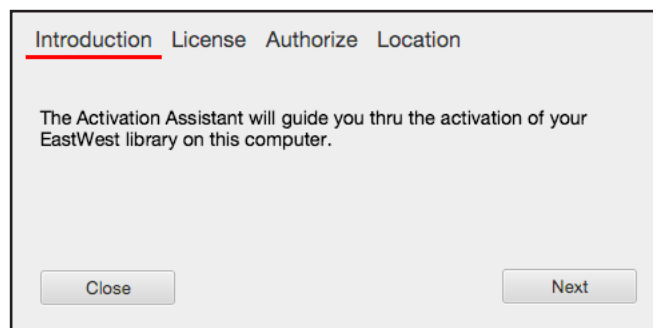 Introduction License Authorize Location
The Activation Assistant will guide you thru the activation of your
EastWest library on this computer.
Close Next